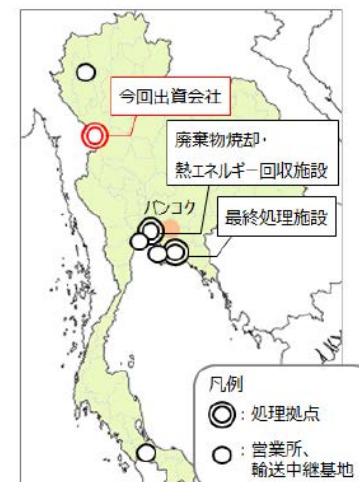 今回出資会社
廃棄物焼却・
熱エネルギー回収施設
バンコク
最終処理施設
凡例
：処理拠点
：営業所、
輸送中継基地